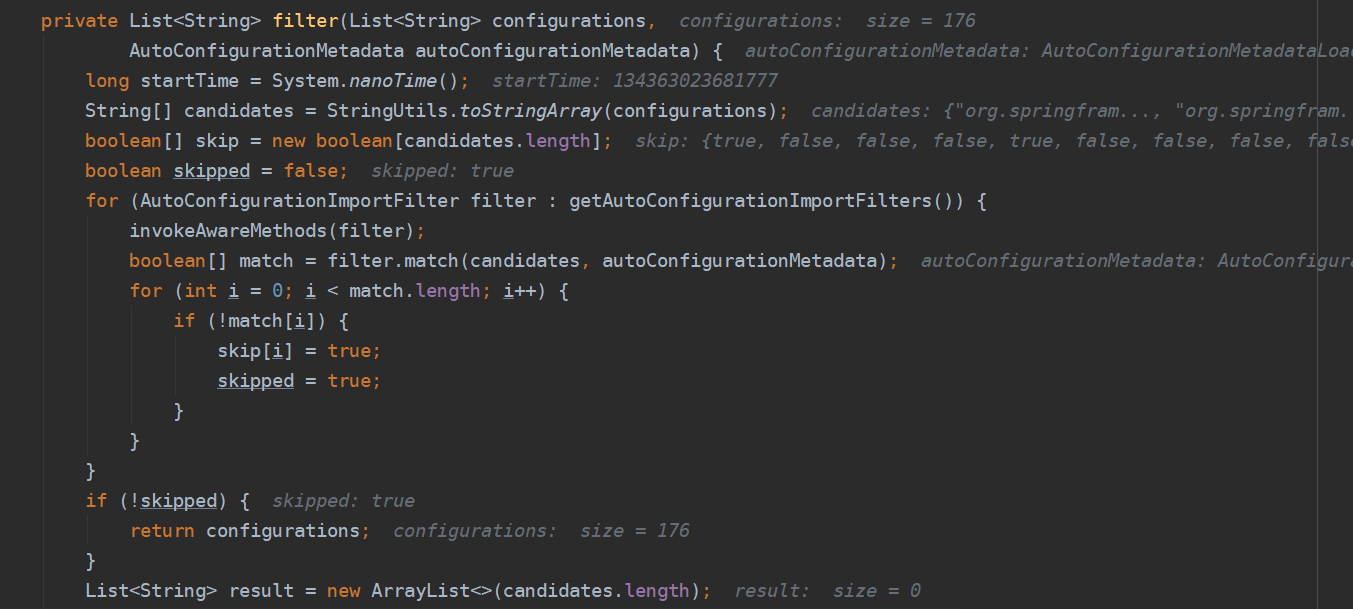 private List<String> filter(List<String> configurations,  configurations:  size = 176
        AutoConfigurationMetadata autoConfigurationMetadata) {  autoConfigurationMetadata: AutoConfigurationMetadataLoad
    long startTime = System.nanoTime();  startTime: 134363023681777
    String[] candidates = StringUtils.toStringArray(configurations);  candidates: {"org.springfram..., "org.springfram.
    boolean[] skip = new boolean[candidates.length];  skip: {true, false, false, false, true, false, false, false, false
    boolean skipped = false;  skipped: true
    for (AutoConfigurationImportFilter filter : getAutoConfigurationImportFilters()) {
        invokeAwareMethods(filter);
        boolean[] match = filter.match(candidates, autoConfigurationMetadata);  autoConfigurationMetadata: AutoConfigura
        for (int i = 0; i < match.length; i++) {
            if (!match[i]) {
                skip[i] = true;
                skipped = true;
            }
        }
    }
    if (!skipped) {  skipped: true
        return configurations;  configurations:  size = 176
    }
    List<String> result = new ArrayList<>(candidates.length);  result:  size = 0